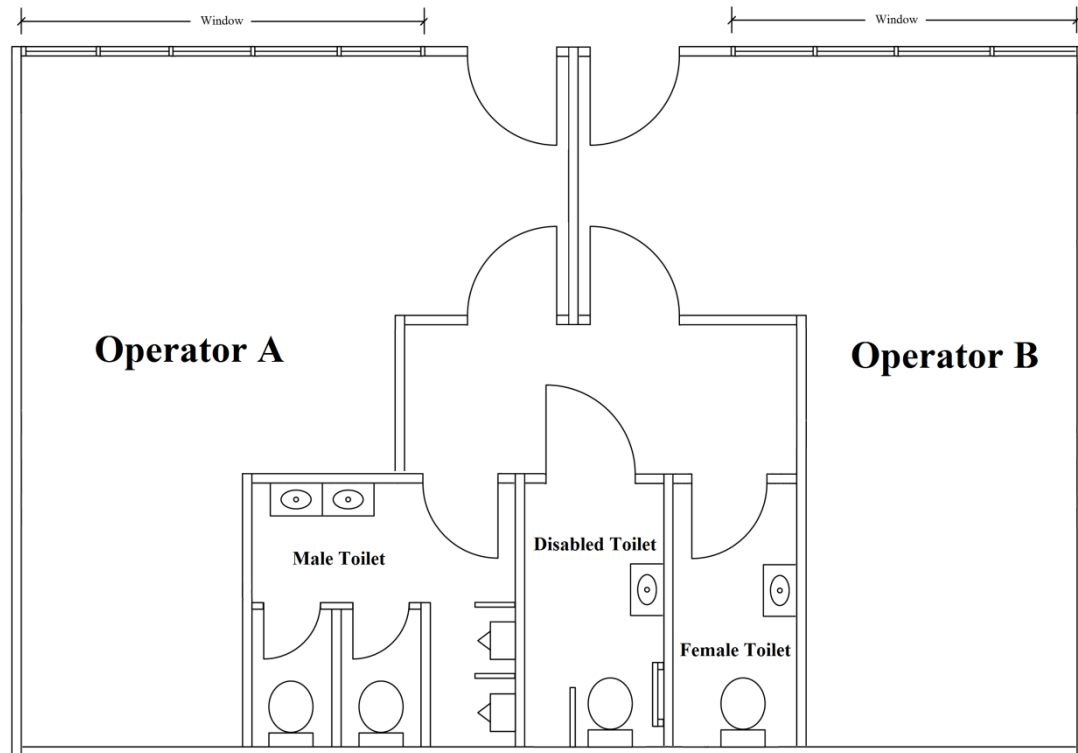 Window
Window
Operator A
Operator B
Male Toilet
Disabled Toilet
Female Toilet